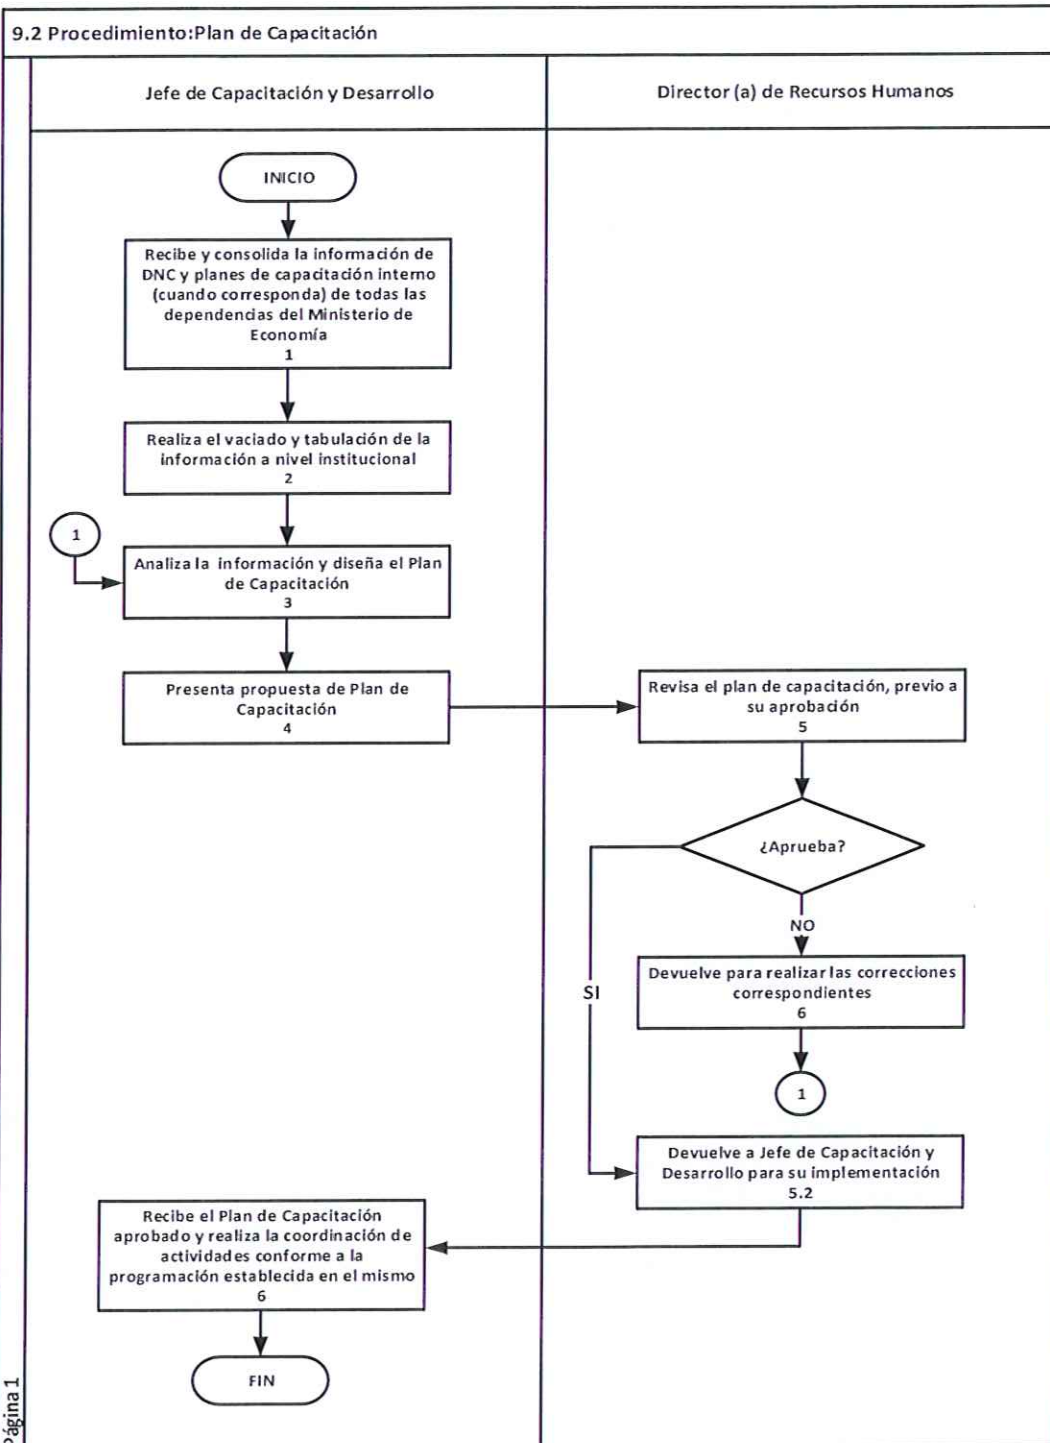 9.2 Procedimiento:Plan de Capacitación
Jefe de Capacitación y Desarrollo
Director (a) de Recursos Humanos
INICIO
Recibe y consolida la información de
DNC y planes de capacitación interno
(cuando corresponda) de todas las
dependencias del Ministerio de
Economía
1
Realiza el vaciado y tabulación de la
información a nivel institucional
2
1
Analiza la información y diseña el Plan
de Capacitación
3
Presenta propuesta de Plan de
Capacitación
4
Revisa el plan de capacitación, previo a
su aprobación
5
¿Aprueba?
NO
SI
Devuelve para realizar las correcciones
correspondientes
6
1
Devuelve a Jefe de Capacitación y
Desarrollo para su implementación
5.2
Recibe el Plan de Capacitación
aprobado y realiza la coordinación de
actividades conforme a la
programación establecida en el mismo
6
FIN
Página 1